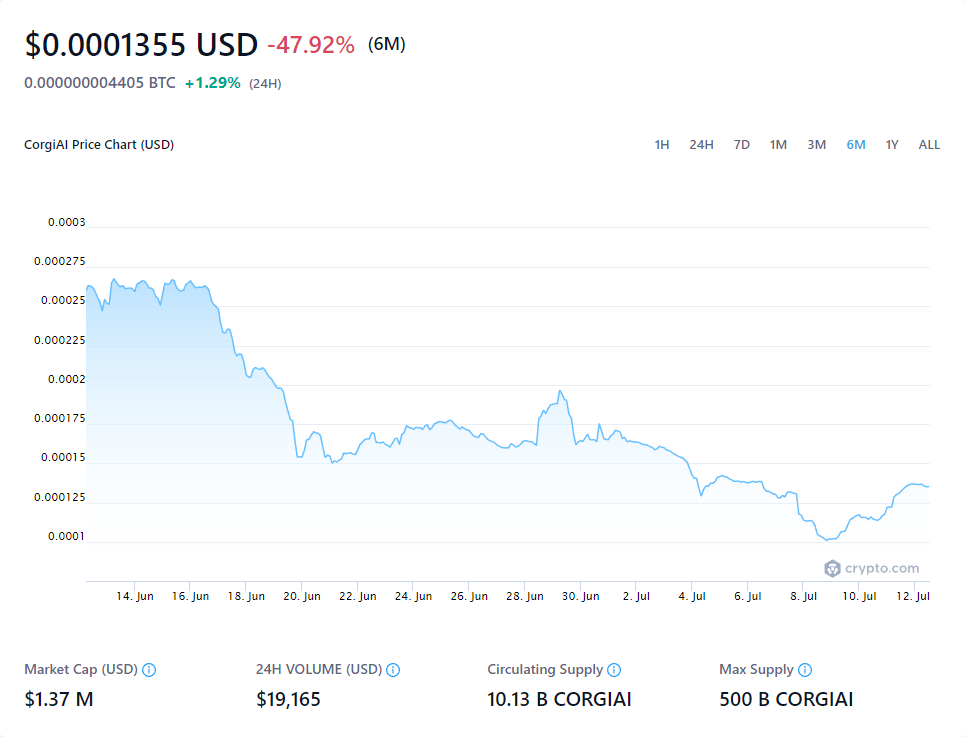 $0.0001355 USD -47.92% (6M)
0.000000004405 BTC +1.29% (24H)
CorgiAI Price Chart (USD) 1H 24H 7D 1M 3M 6M 1Y ALL
0.0003
0.000275
0.00025
0.000225
0.0002
0.000175
0.00015
0.000125
0.0001
crypto.com
14. Jun 16. Jun 18. Jun 20. Jun 22. Jun 24. Jun 26. Jun 28. Jun 30. Jun 2. Jul 4. Jul 6. Jul 8. Jul 10. Jul 12. Jul
Market Cap (USD) 24H VOLUME (USD) Circulating Supply Max Supply
$1.37 M $19,165 10.13 B CORGIAI 500 B CORGIAI